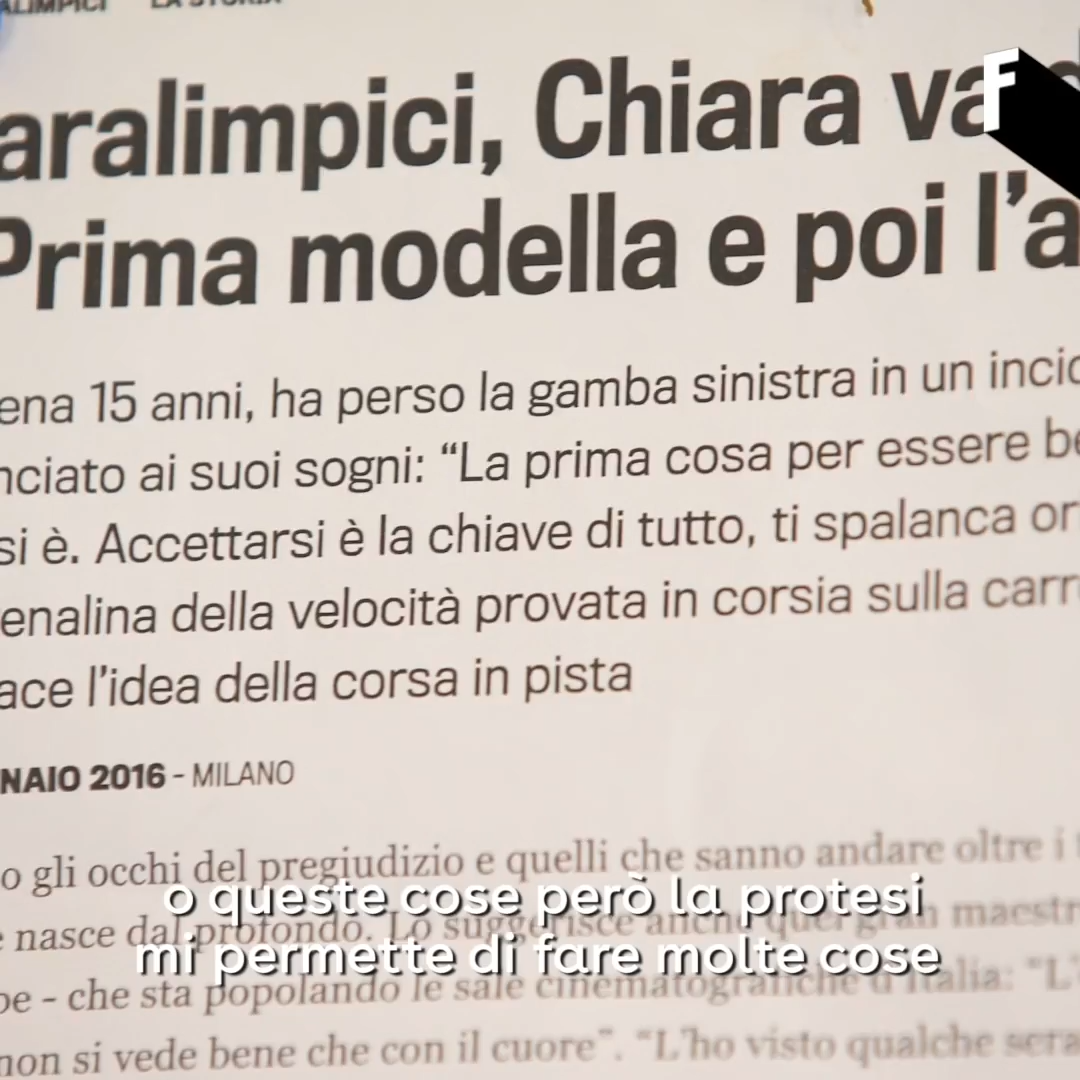 ALIMPICI LA STORIA
aralimpici, Chiara va
Prima modella e poi l'a
F
ena 15 anni, ha perso la gamba sinistra in un incid
nciato ai suoi sogni: “La prima cosa per essere be
si è. Accettarsi è la chiave di tutto, ti spalanca or
enalina della velocità provata in corsia sulla carr
ace l'idea della corsa in pista
NAIO 2016 - MILANO
o gli occhi del pregiudizio e quelli che sanno andare oltre i
o queste cose però la protesi
nasce dal profondo. Lo suggerisce anche quel gran maestr
mi permette di fare molte cose
pe - che sta popolando le sale cinematografiche d'Italia: “L'
non si vede bene che con il cuore”. “L'ho visto qualche sera